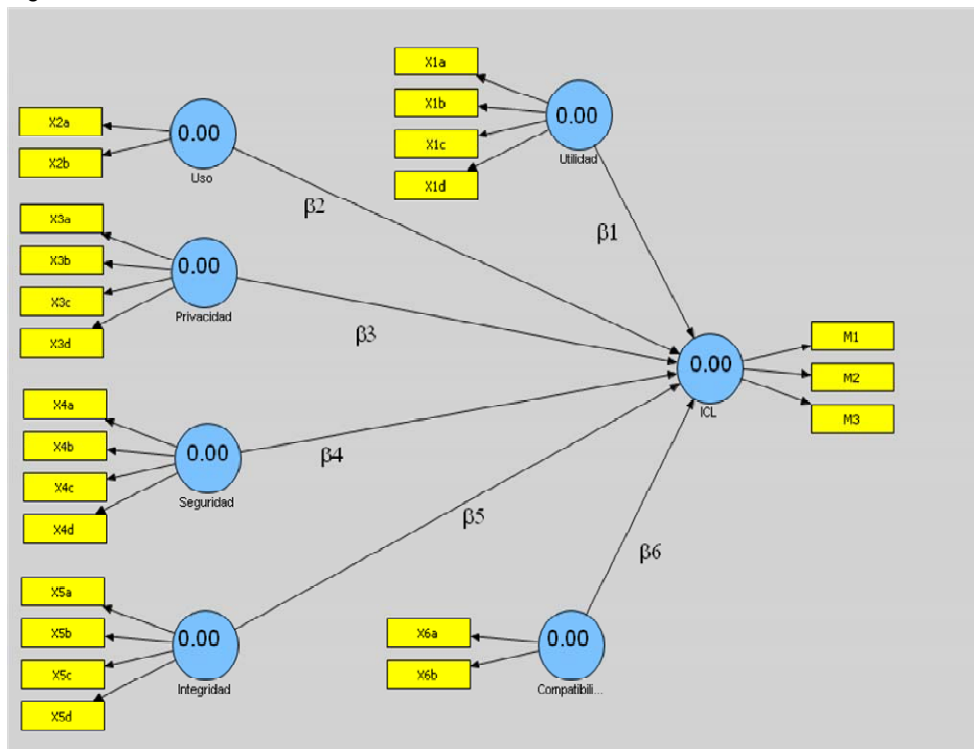 X1a
X1b
X1c
X1d
0.00
Utilidad
X2a
X2b
0.00
Uso
β2
β1
X3a
X3b
X3c
X3d
0.00
Privacidad
β3
0.00
ICL
M1
M2
M3
X4a
X4b
X4c
X4d
0.00
Seguridad
β4
β5
β6
X5a
X5b
X5c
X5d
0.00
Integridad
X6a
X6b
0.00
Compatibili...